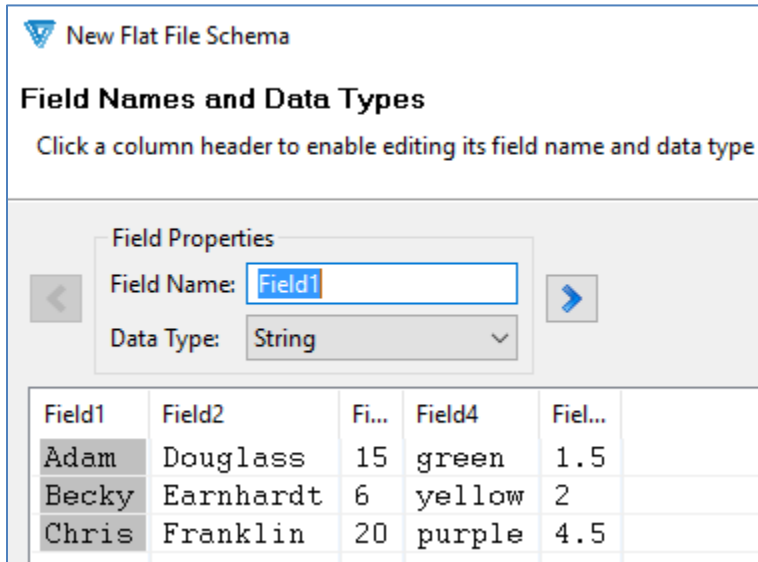 New Flat File Schema
Field Names and Data Types
Click a column header to enable editing its field name and data type
Field Properties
Field Name: Field1
Data Type: String
Field1 Field2 Fi... Field4 Fiel...
Adam Douglass 15 green 1.5
Becky Earnhardt 6 yellow 2
Chris Franklin 20 purple 4.5